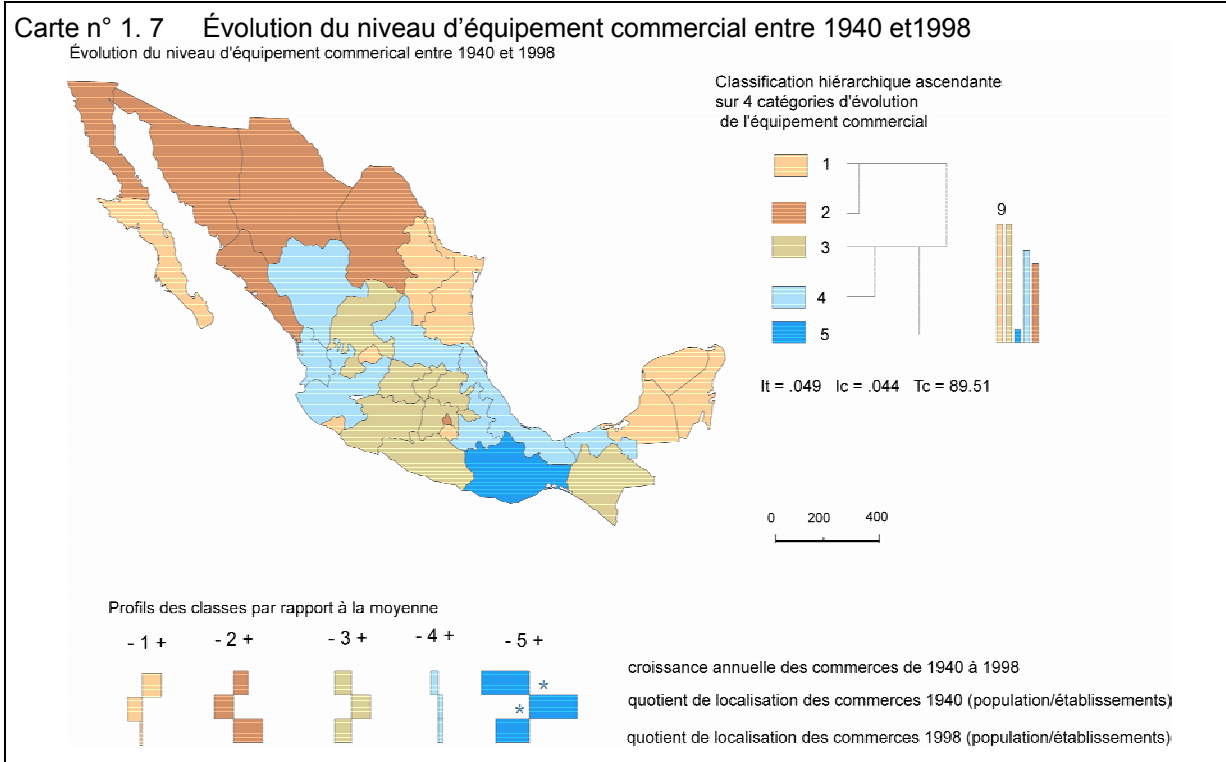 Carte n° 1. 7 Évolution du niveau d’équipement commercial entre 1940 et1998
Évolution du niveau d'équipement commerical entre 1940 et 1998
Classification hiérarchique ascendante
sur 4 catégories d'évolution
de l'équipement commercial
1
2
9
3
4
5
It = .049 Ic = .044 Tc = 89.51
0 200 400
Profils des classes par rapport à la moyenne
- 1 + - 2 + - 3 + - 4 + - 5 +
croissance annuelle des commerces de 1940 à 1998
*
quotient de localisation des commerces 1940 (population/établissements)
*
quotient de localisation des commerces 1998 (population/établissements)